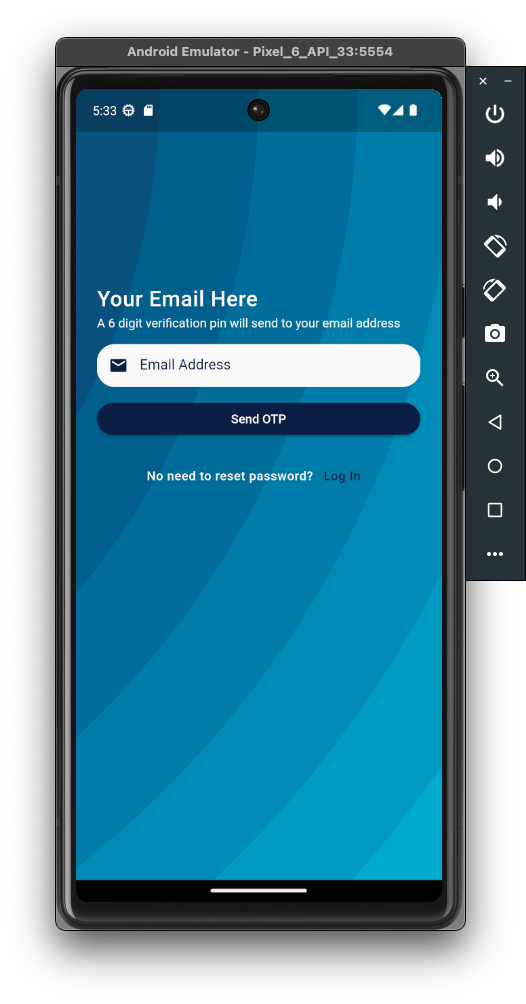 Android Emulator - Pixel_6_API_33:5554
5:33
Your Email Here
A 6 digit verification pin will send to your email address
Email Address
Send OTP
No need to reset password? Log In